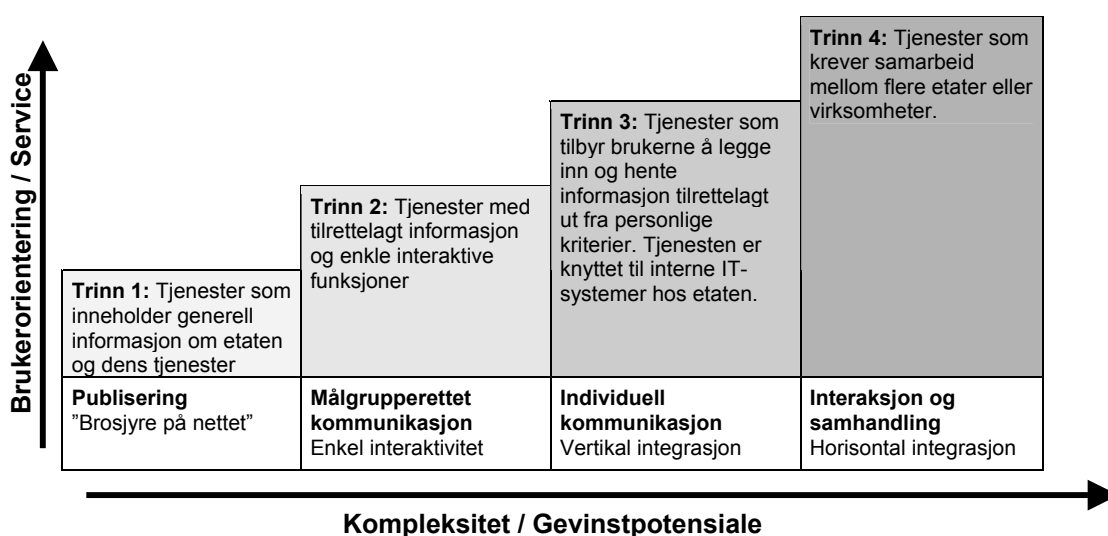 Brukerorientering / Service
Trinn 1: Tjenester som
inneholder generell
informasjon om etaten
og dens tjenester
Publisering
”Brosjyre på nettet”
Trinn 2: Tjenester med
tilrettelagt informasjon
og enkle interaktive
funksjoner
Målgrupperettet
kommunikasjon
Enkel interaktivitet
Trinn 3: Tjenester som
tilbyr brukerne å legge
inn og hente
informasjon tilrettelagt
ut fra personlige
kriterier. Tjenesten er
knyttet til interne IT-
systemer hos etaten.
Individuell
kommunikasjon
Vertikal integrasjon
Trinn 4: Tjenester som
krever samarbeid
mellom flere etater eller
virksomheter.
Interaksjon og
samhandling
Horisontal integrasjon
Kompleksitet / Gevinstpotensiale